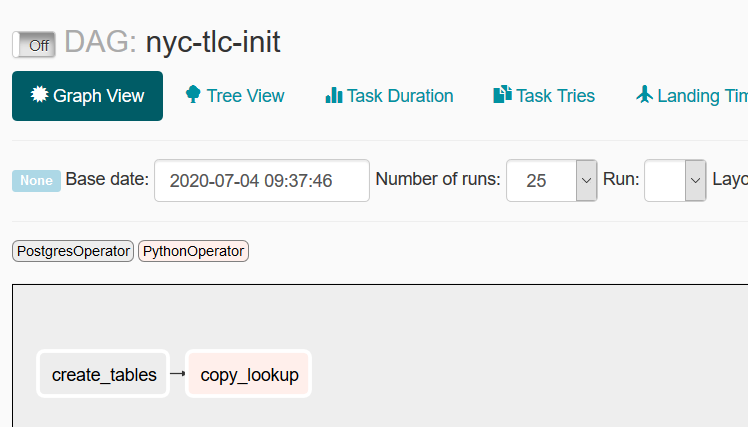 Off DAG: nyc-tlc-init
Graph View Tree View Task Duration Task Tries Landing Tim
None Base date: 2020-07-04 09:37:46 Number of runs: 25 Run: Layo
PostgresOperator PythonOperator
create_tables copy_lookup